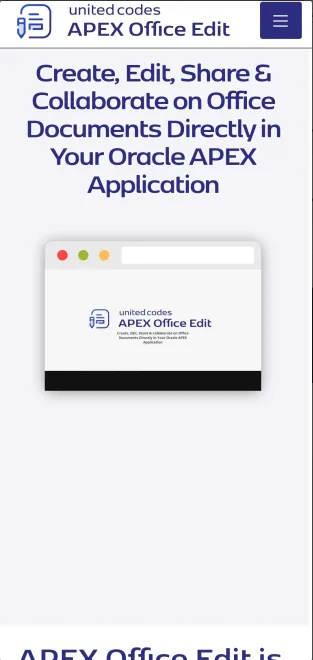 united codes
APEX Office Edit
Create, Edit, Share &
Collaborate on Office
Documents Directly in
Your Oracle APEX
Application
united codes
APEX Office Edit
Create, Edit, Share & Collaborate on Office
Documents Directly in Your Oracle APEX
Application
APEX Office Edit is